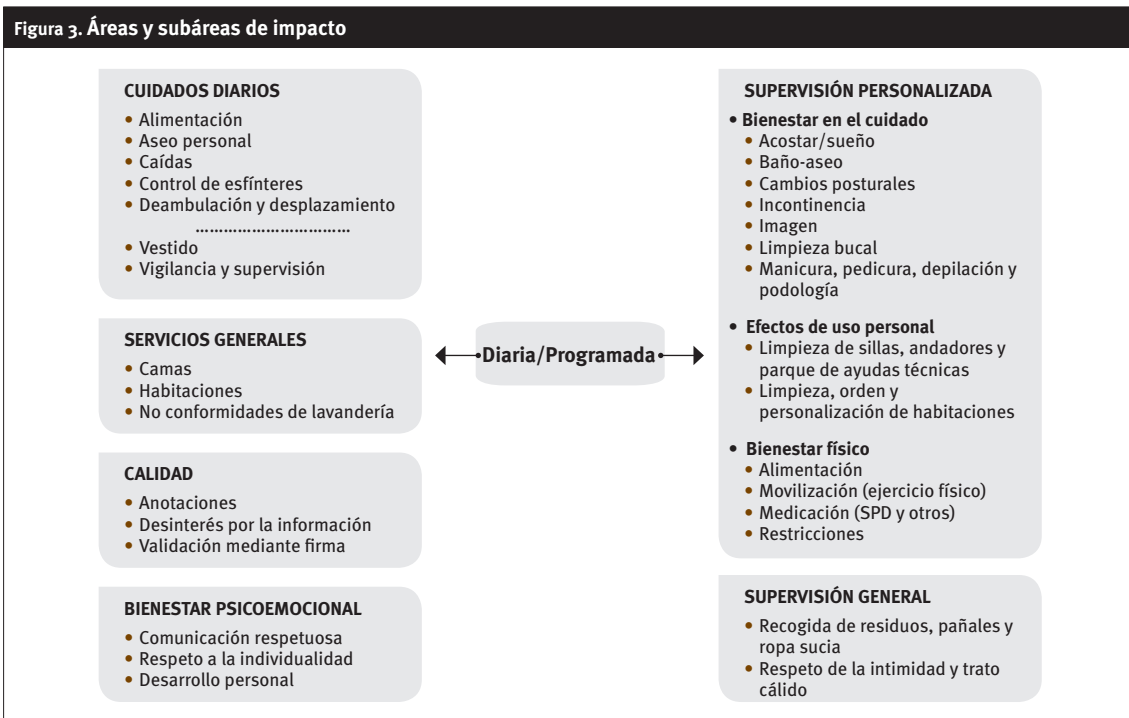 Figura 3. Áreas y subáreas de impacto
CUIDADOS DIARIOS
• Alimentación
• Aseo personal
• Caídas
• Control de esfínteres
• Deambulación y desplazamiento
……………………………
• Vestido
• Vigilancia y supervisión
SERVICIOS GENERALES
• Camas
• Habitaciones
• No conformidades de lavandería
CALIDAD
• Anotaciones
• Desinterés por la información
• Validación mediante firma
BIENESTAR PSICOEMOCIONAL
• Comunicación respetuosa
• Respeto a la individualidad
• Desarrollo personal
Diaria/Programada
SUPERVISIÓN PERSONALIZADA
• Bienestar en el cuidado
• Acostar/sueño
• Baño-aseo
• Cambios posturales
• Incontinencia
• Imagen
• Limpieza bucal
• Manicura, pedicura, depilación y
podología
• Efectos de uso personal
• Limpieza de sillas, andadores y
parque de ayudas técnicas
• Limpieza, orden y
personalización de habitaciones
• Bienestar físico
• Alimentación
• Movilización (ejercicio físico)
• Medicación (SPD y otros)
• Restricciones
SUPERVISIÓN GENERAL
• Recogida de residuos, pañales y
ropa sucia
• Respeto de la intimidad y trato
cálido